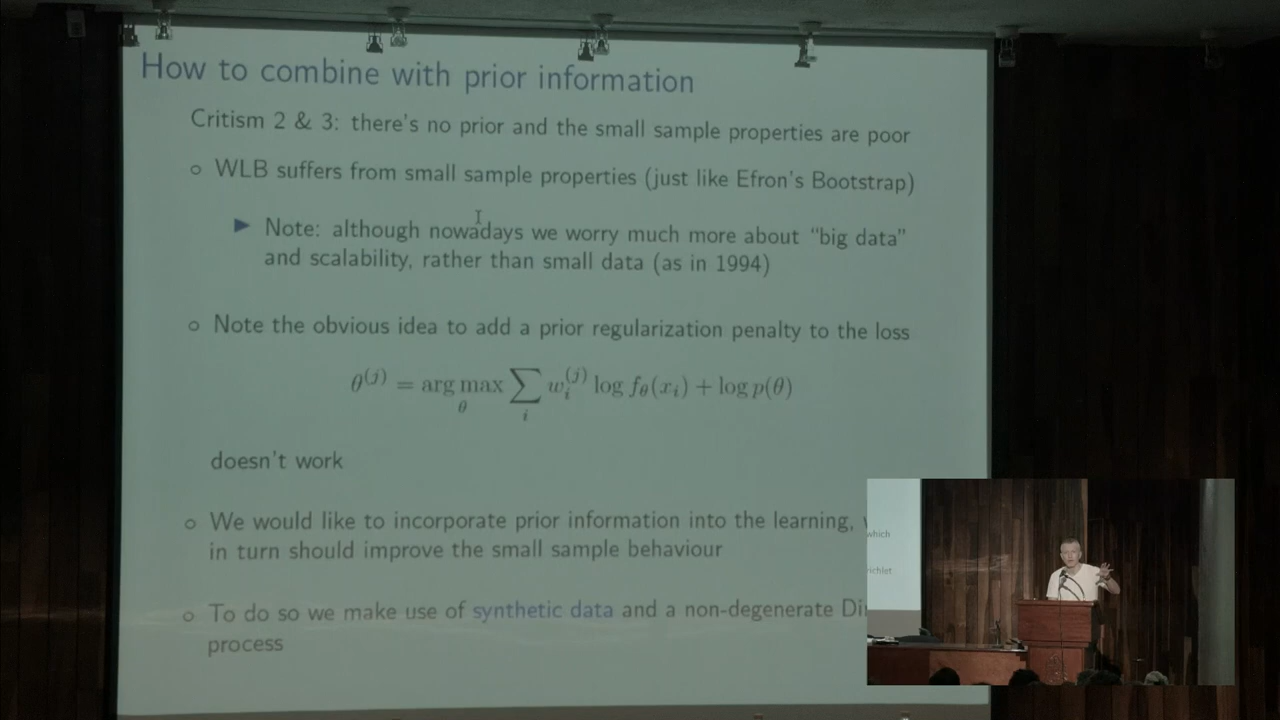 How to combine with prior information
Critism 2 & 3: there's no prior and the small sample properties are poor
WLB suffers from small sample properties (just like Efron's Bootstrap)
Note: although nowadays we worry much more about "big data"
and scalability, rather than small data (as in 1994)
Note the obvious idea to add a prior regularization penalty to the loss
θ^{(j)} = arg max_θ ∑_i w_i^{(j)} log f_θ(x_i) + log p(θ)
doesn't work
We would like to incorporate prior information into the learning,
in turn should improve the small sample behaviour
To do so we make use of synthetic data and a non-degenerate Di
process
which
richlet